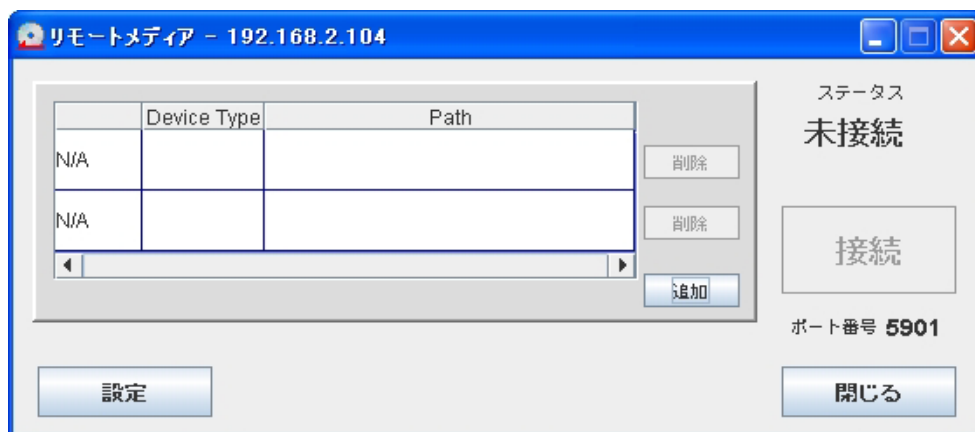 リモートメディア - 192.168.2.104
Device Type Path
N/A
削除
N/A
削除
追加
ステータス
未接続
接続
ポート番号 5901
設定
閉じる